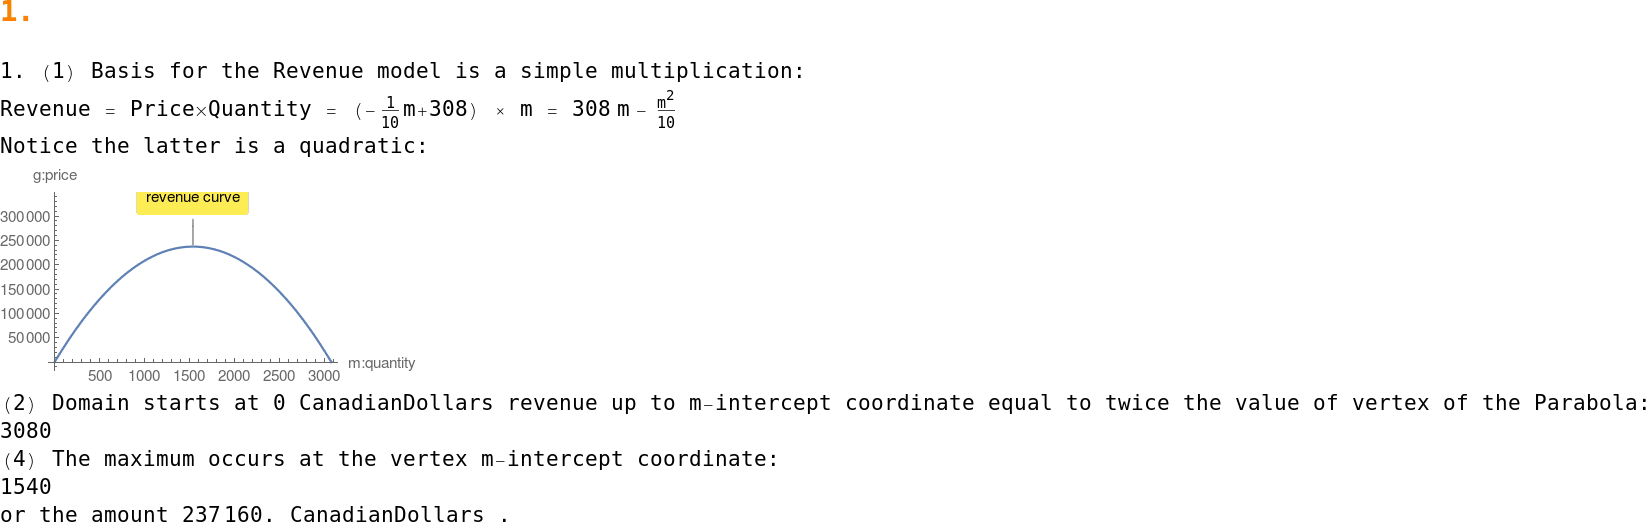 1.
1. (1) Basis for the Revenue model is a simple multiplication:
Revenue = Price×Quantity = (-1/10 m+308) × m = 308 m - m²/10
Notice the latter is a quadratic:
g:price
revenue curve
300 000
250 000
200 000
150 000
100 000
50 000
500 1000 1500 2000 2500 3000
m:quantity
(2) Domain starts at 0 CanadianDollars revenue up to m-intercept coordinate equal to twice the value of vertex of the Parabola:
3080
(4) The maximum occurs at the vertex m-intercept coordinate:
1540
or the amount 237 160. CanadianDollars .